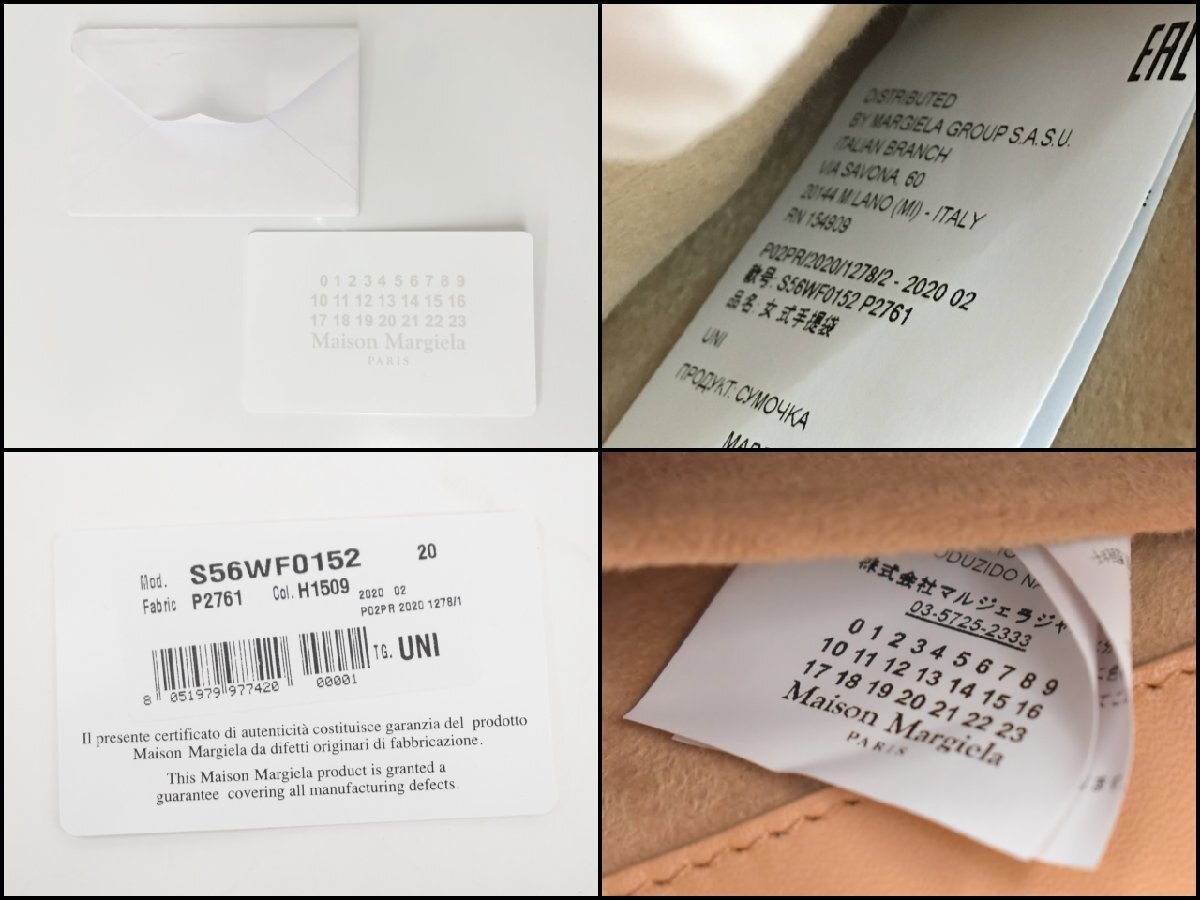 0 1 2 3 4 5 6 7 8 9
10 11 12 13 14 15 16
17 18 19 20 21 22 23
Maison Margiela
PARIS
EAC
DISTRIBUTED
BY MARGIELA GROUP S.A.S.U.
ITALIAN BRANCH
VIA SAVONA, 60
20144 MILANO (MI) - ITALY
RN 154909
P02PR/2020/1278/2 - 2020 02
款号: S56WF0152 P2761
品名: 女 式手提袋
UNI
ПРОДУКТ: СУМОЧКА
Mod. S56WF0152 20
Fabric P2761 Col. H1509 2020 02
P02PR 2020 1278/1
TG. UNI
8 051979 977420 00001
Il presente certificato di autenticità costituisce garanzia del prodotto
Maison Margiela da difetti originari di fabbricazione.
This Maison Margiela product is granted a
guarantee covering all manufacturing defects.
株式会社マルジェラジャ
03-5725-2333
0 1 2 3 4 5 6 7 8 9
10 11 12 13 14 15 16
17 18 19 20 21 22 23
Maison Margiela
PARIS